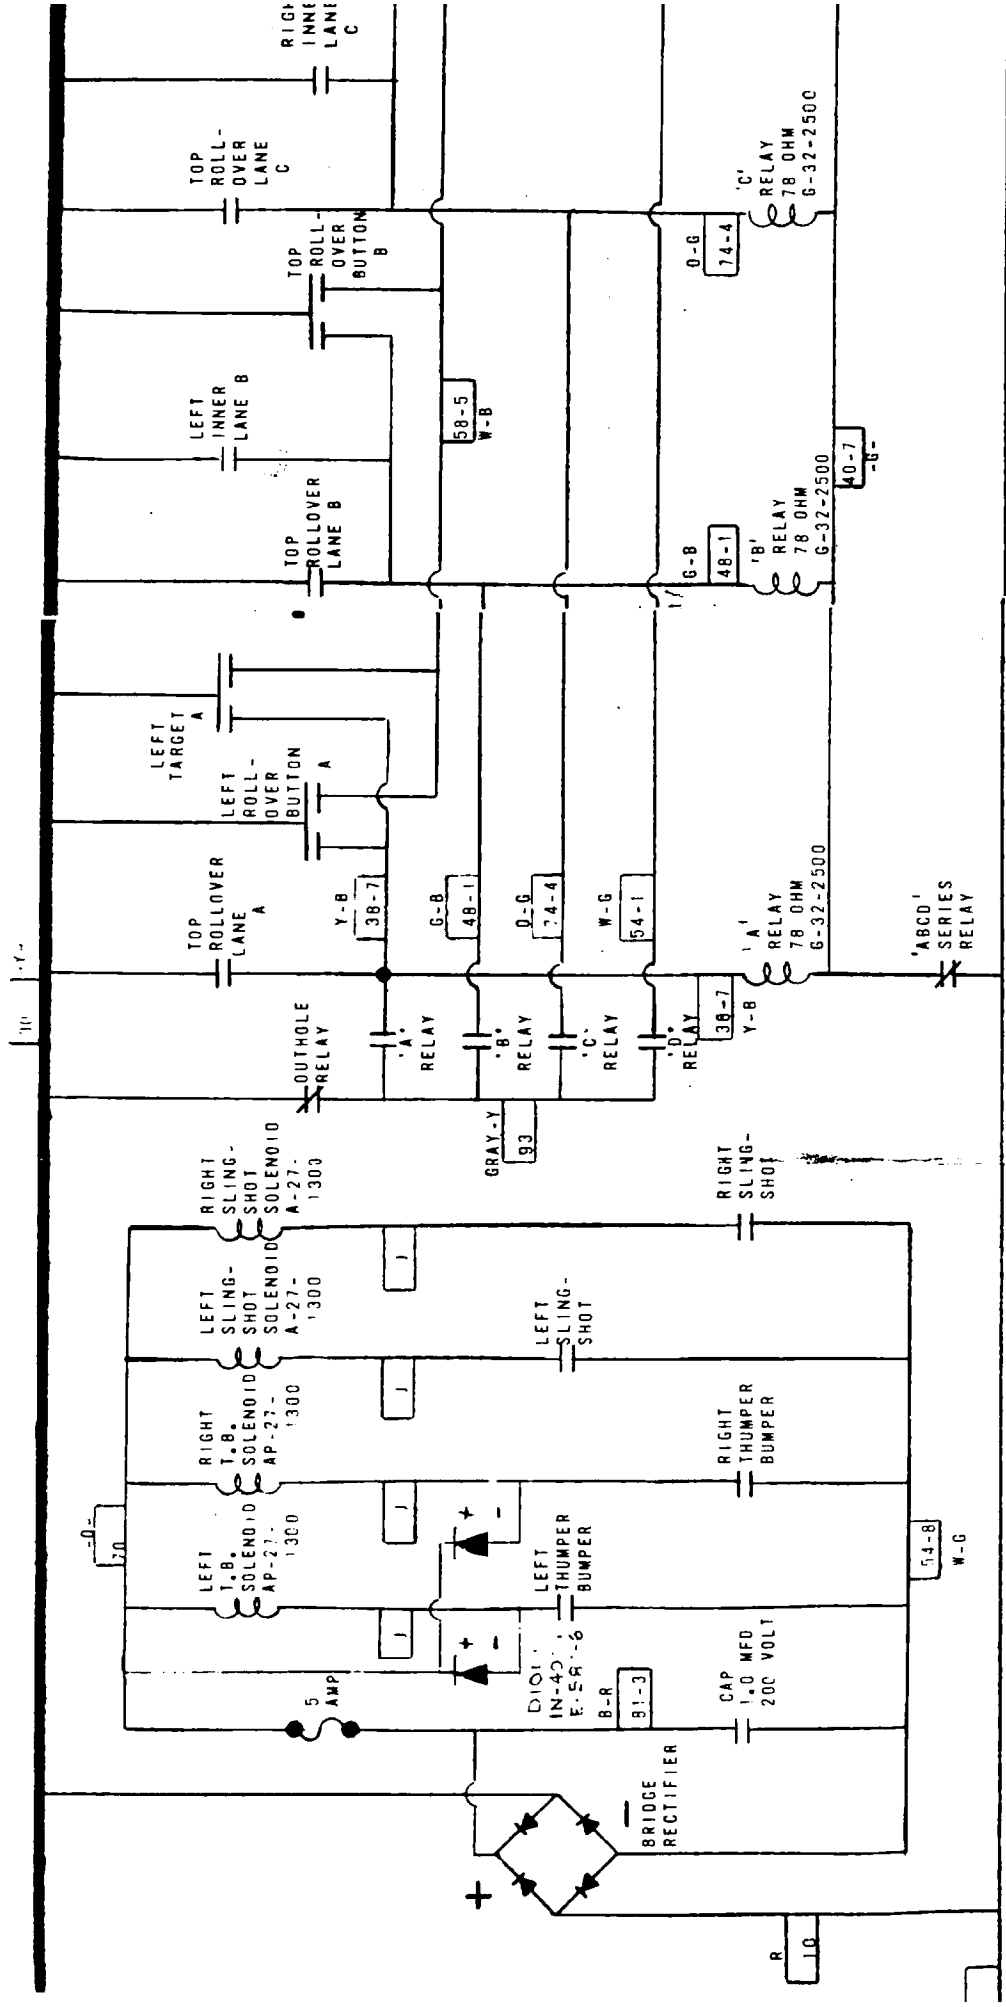 RIGH
INNE
LANE
C
TOP
ROLL-
OVER
LANE
C
TOP
ROLL-
OVER
BUTTON
B
O-G
74-4
'C'
RELAY
78 OHM
G-32-2500
LEFT
INNER
LANE B
58-5
W-B
TOP
ROLLOVER
LANE B
G-B
48-1
'B'
RELAY
78 OHM
G-32-2500
40-7
-G-
LEFT
TARGET
A
LEFT
ROLL-
OVER
BUTTON
A
TOP
ROLLOVER
LANE
A
Y-B
38-7
G-B
48-1
O-G
74-4
W-G
54-1
'A'
RELAY
78 OHM
G-32-2500
'ABCD'
SERIES
RELAY
OUTHOLE
RELAY
'A'
RELAY
'B'
RELAY
'C'
RELAY
'D'
RELAY
38-7
Y-B
GRAY-Y
93
RIGHT
SLING-
SHOT
SOLENOID
A-27-
1300
J
RIGHT
SLING-
SHOT
LEFT
SLING-
SHOT
SOLENOID
A-27-
1300
J
LEFT
SLING-
SHOT
RIGHT
T.B.
SOLENOID
AP-27-
1300
J
RIGHT
THUMPER
BUMPER
-O-
70
LEFT
T.B.
SOLENOID
AP-27-
1300
J
+
-
+
-
LEFT
THUMPER
BUMPER
54-8
W-G
5
AMP
B-R
81-3
CAP
1.0 MFD
200 VOLT
+
-
BRIDGE
RECTIFIER
R
10